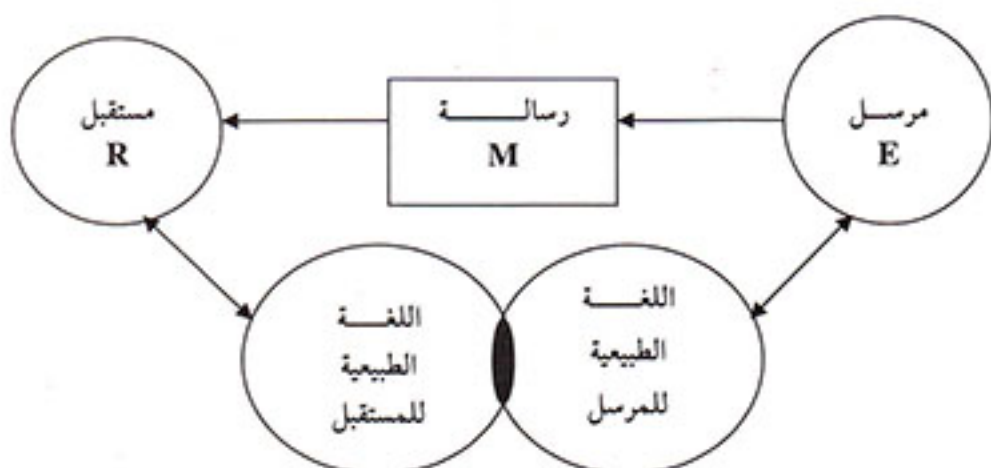 مرسل
E
رسالة
M
مستقبل
R
اللغة
الطبيعية
للمرسل
اللغة
الطبيعية
للمستقبل